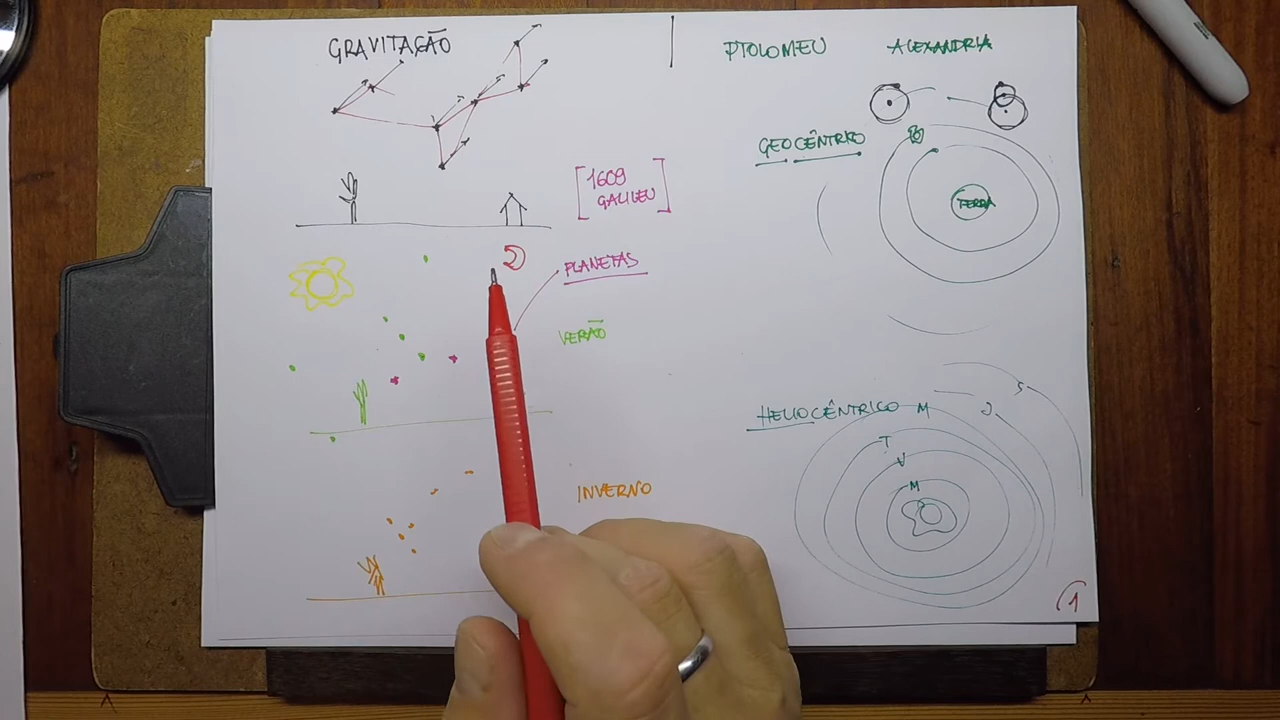 GRAVITAÇÃO
PTOLOMEU ALEXANDRIA
GEOCÊNTRICO
TERRA
[1609
GALILEU]
PLANETAS
VERÃO
HELIOCÊNTRICO
M
J
S
T
V
M
INVERNO
1